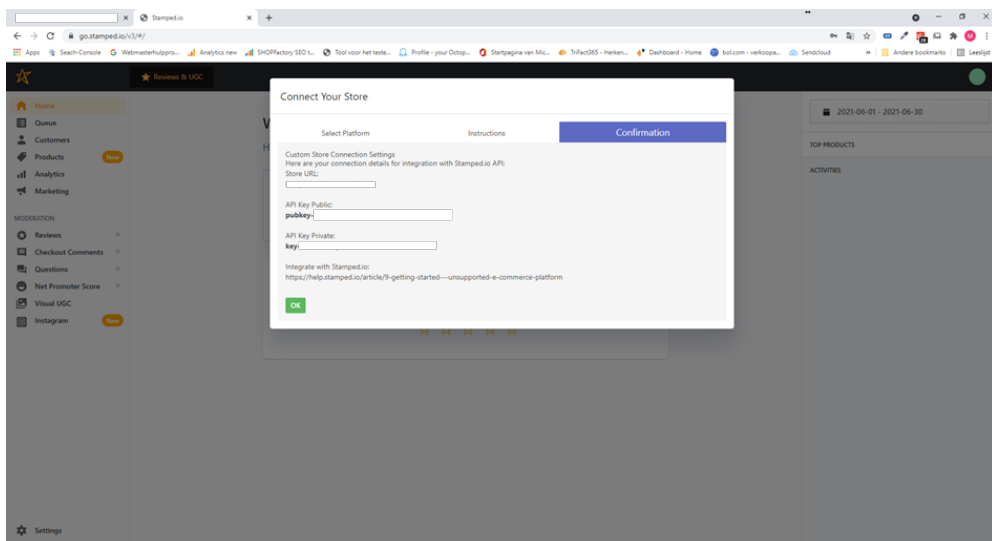 Stamped.io
go.stamped.io/v3/#/
Apps Seach-Console Webmasterhulppro... Analytics new SHOPFactory SEO t... Tool voor het teste... Profile - your Octop... Startpagina van Mic... TriFact365 - Herken... Dashboard - Home bol.com - verkoopa... Sendcloud » Andere bookmarks Leeslijst
Reviews & UGC
Home
Queue
Customers
Products New
Analytics
Marketing
MODERATION
Reviews
Checkout Comments
Questions
Net Promoter Score
Visual UGC
Instagram New
Settings
W
H
Connect Your Store
Select Platform Instructions Confirmation
Custom Store Connection Settings
Here are your connection details for integration with Stamped.io API:
Store URL:
API Key Public:
pubkey-
API Key Private:
key-
Integrate with Stamped.io:
https://help.stamped.io/article/9-getting-started---unsupported-e-commerce-platform
OK
2021-06-01 - 2021-06-30
TOP PRODUCTS
ACTIVITIES